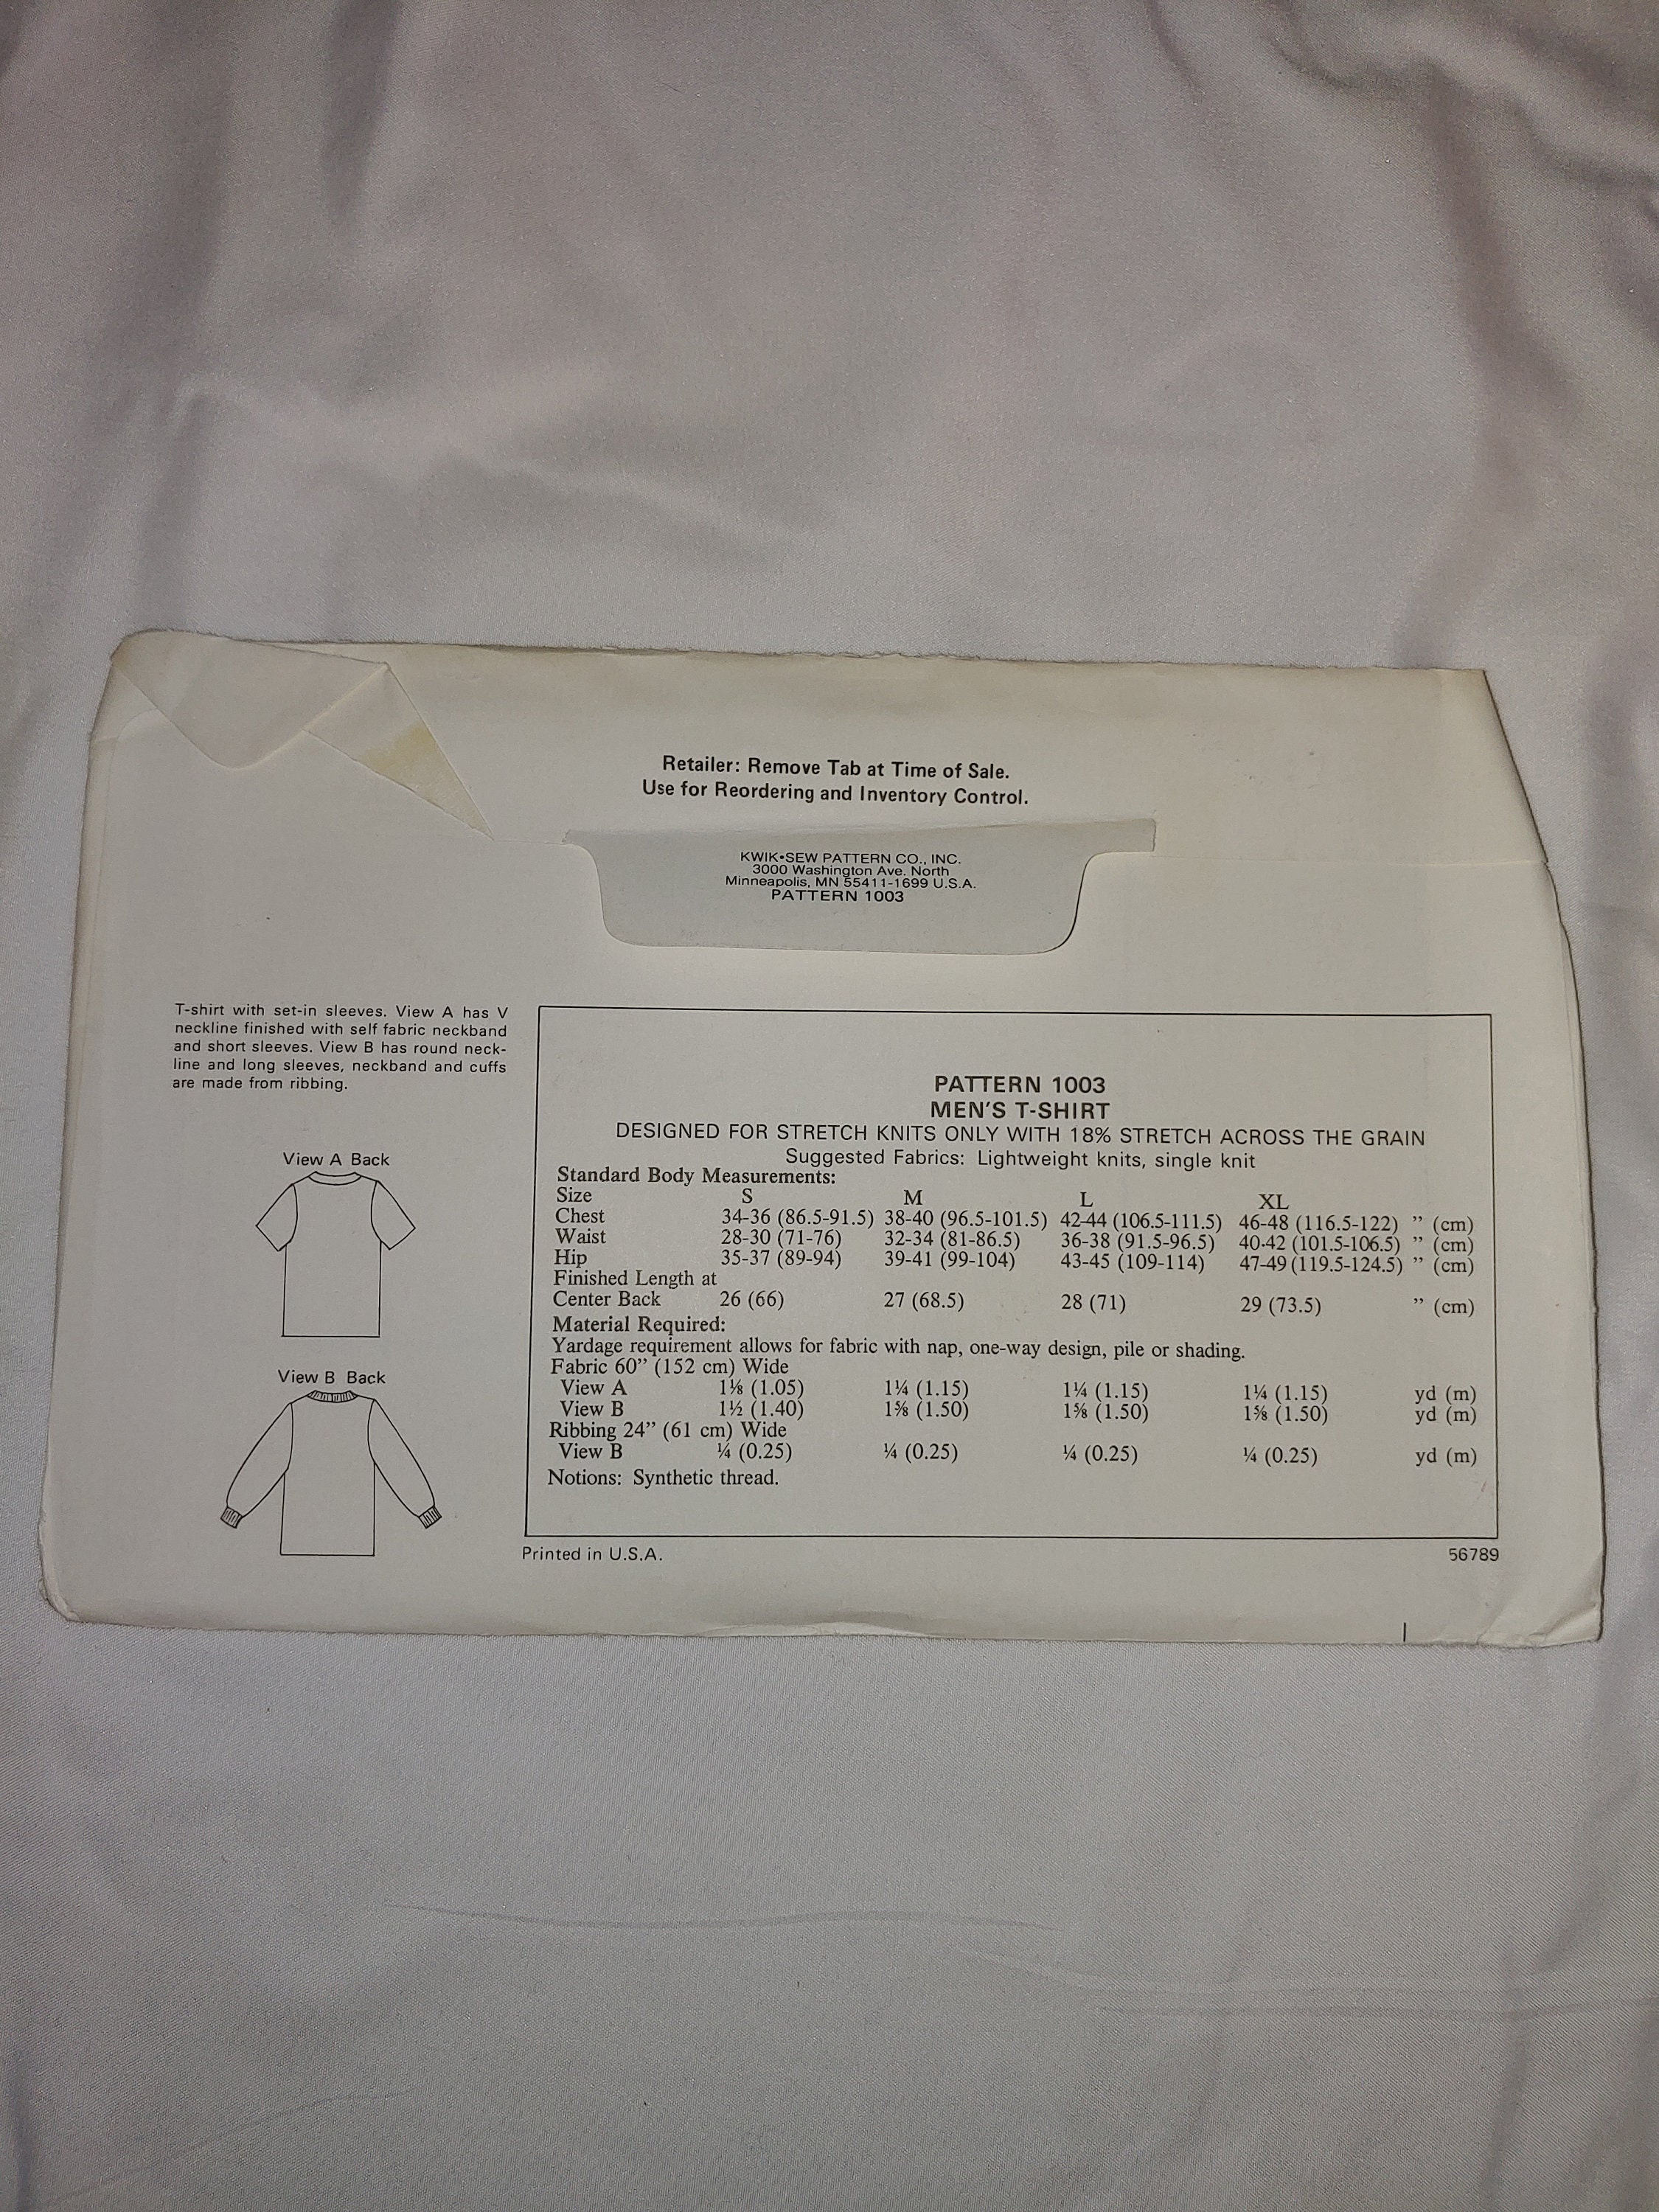 Retailer: Remove Tab at Time of Sale.
Use for Reordering and Inventory Control.
KWIK•SEW PATTERN CO., INC.
3000 Washington Ave. North
Minneapolis, MN 55411-1699 U.S.A.
PATTERN 1003
T-shirt with set-in sleeves. View A has V
neckline finished with self fabric neckband
and short sleeves. View B has round neck-
line and long sleeves, neckband and cuffs
are made from ribbing.
View A Back
View B Back
PATTERN 1003
MEN'S T-SHIRT
DESIGNED FOR STRETCH KNITS ONLY WITH 18% STRETCH ACROSS THE GRAIN
Suggested Fabrics: Lightweight knits, single knit
Standard Body Measurements:
Size S M L XL
Chest 34-36 (86.5-91.5) 38-40 (96.5-101.5) 42-44 (106.5-111.5) 46-48 (116.5-122) ” (cm)
Waist 28-30 (71-76) 32-34 (81-86.5) 36-38 (91.5-96.5) 40-42 (101.5-106.5) ” (cm)
Hip 35-37 (89-94) 39-41 (99-104) 43-45 (109-114) 47-49 (119.5-124.5) ” (cm)
Finished Length at
Center Back 26 (66) 27 (68.5) 28 (71) 29 (73.5) ” (cm)
Material Required:
Yardage requirement allows for fabric with nap, one-way design, pile or shading.
Fabric 60” (152 cm) Wide
View A 1⅛ (1.05) 1¼ (1.15) 1¼ (1.15) 1¼ (1.15) yd (m)
View B 1½ (1.40) 1⅝ (1.50) 1⅝ (1.50) 1⅝ (1.50) yd (m)
Ribbing 24” (61 cm) Wide
View B ¼ (0.25) ¼ (0.25) ¼ (0.25) ¼ (0.25) yd (m)
Notions: Synthetic thread.
Printed in U.S.A.
56789